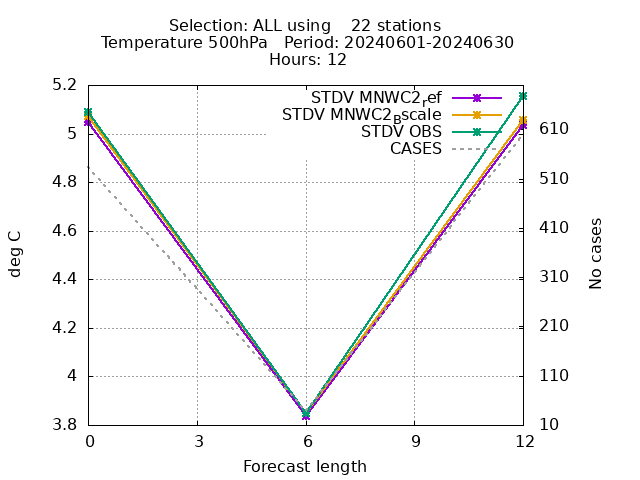 Selection: ALL using    22 stations
Temperature 500hPa   Period: 20240601-20240630
Hours: 12
STDV MNWC2_ref
STDV MNWC2_Bscale
STDV OBS
CASES
5.2
5
4.8
4.6
4.4
4.2
4
3.8
deg C
610
510
410
310
210
110
10
No cases
0
3
6
9
12
Forecast length